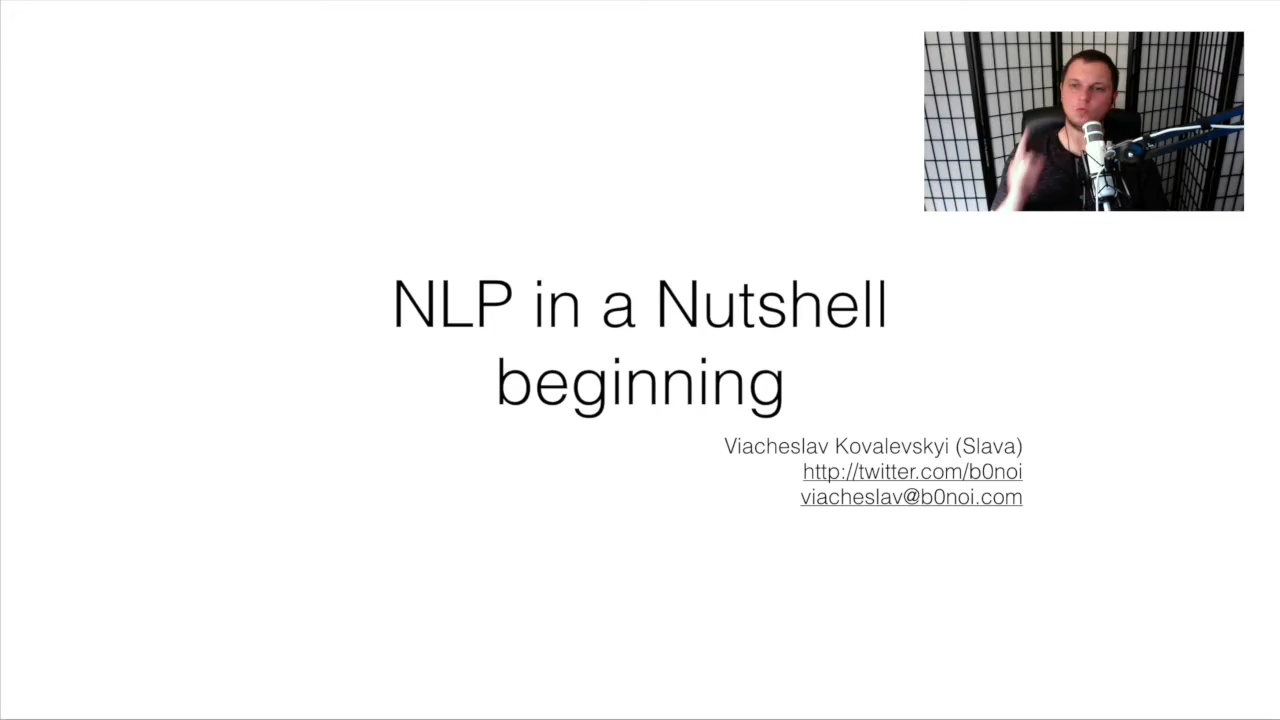 NLP in a Nutshell
beginning
Viacheslav Kovalevskyi (Slava)
http://twitter.com/b0noi
viacheslav@b0noi.com